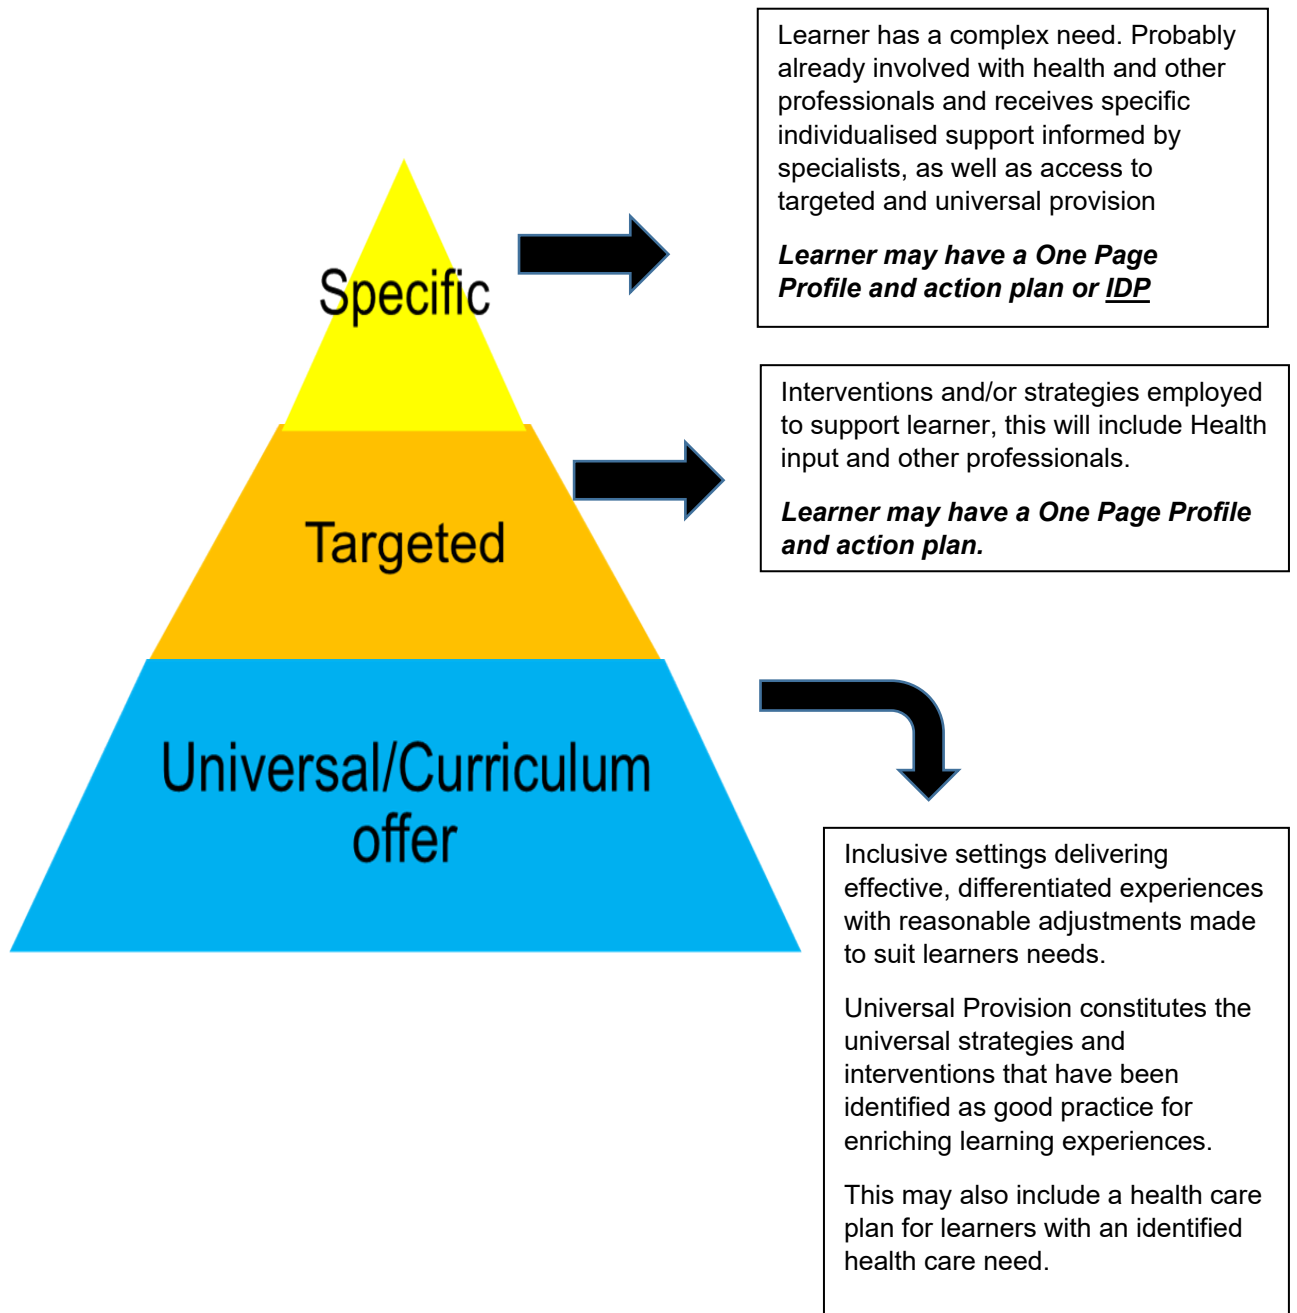 Learner has a complex need. Probably
already involved with health and other
professionals and receives specific
individualised support informed by
specialists, as well as access to
targeted and universal provision
Learner may have a One Page
Profile and action plan or IDP
Specific
Interventions and/or strategies employed
to support learner, this will include Health
input and other professionals.
Learner may have a One Page Profile
and action plan.
Targeted
Universal/Curriculum
offer
Inclusive settings delivering
effective, differentiated experiences
with reasonable adjustments made
to suit learners needs.
Universal Provision constitutes the
universal strategies and
interventions that have been
identified as good practice for
enriching learning experiences.
This may also include a health care
plan for learners with an identified
health care need.